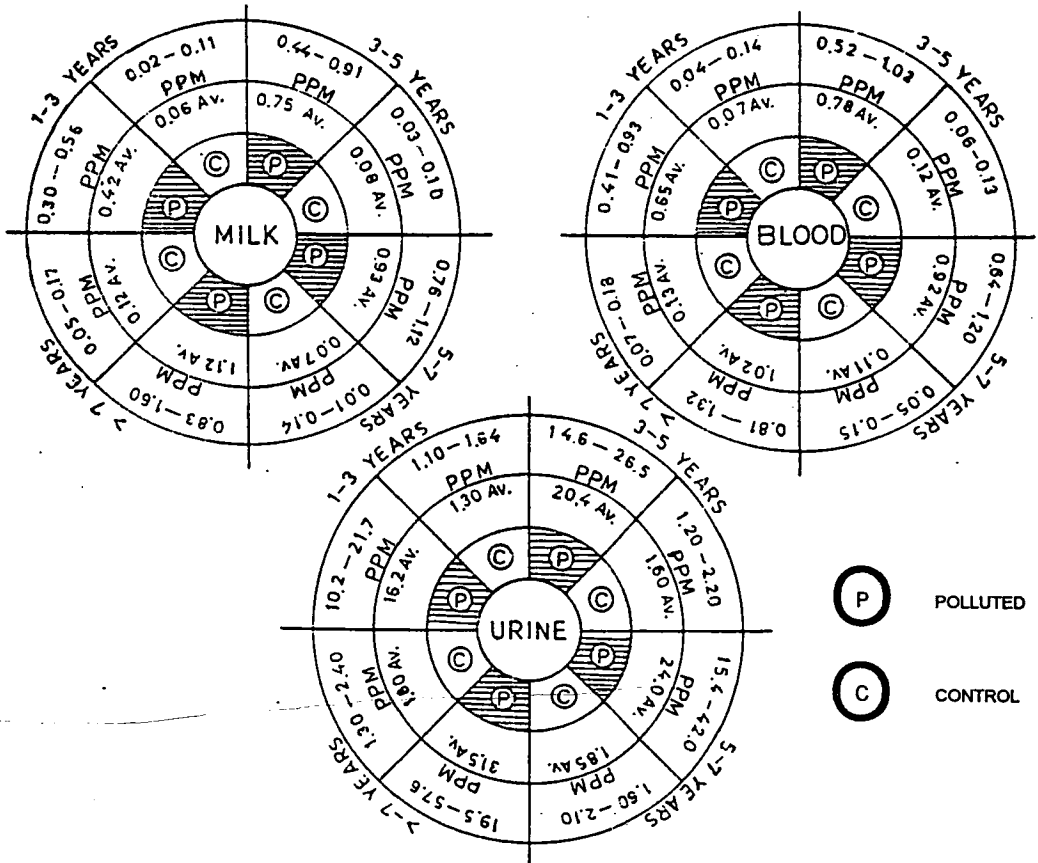 1-3 YEARS
0.02-0.11
PPM
0.06 Av.
C
0.30-0.56
PPM
0.42 Av.
P
3-5 YEARS
0.44-0.91
PPM
0.75 Av.
P
0.03-0.10
PPM
0.08 Av.
C
MILK
5-7 YEARS
0.76-1.12
PPM
0.93 Av.
P
0.01-0.14
PPM
0.07 Av.
C
> 7 YEARS
0.05-0.17
PPM
0.12 Av.
C
0.83-1.60
PPM
1.12 Av.
P
1-3 YEARS
0.04-0.14
PPM
0.07 Av.
C
0.41-0.93
PPM
0.65 Av.
P
3-5 YEARS
0.52-1.02
PPM
0.78 Av.
P
0.06-0.13
PPM
0.12 Av.
C
BLOOD
5-7 YEARS
0.64-1.20
PPM
0.92 Av.
P
0.05-0.15
PPM
0.11 Av.
C
> 7 YEARS
0.07-0.18
PPM
0.13 Av.
C
0.81-1.32
PPM
1.02 Av.
P
1-3 YEARS
1.10-1.64
PPM
1.30 Av.
C
10.2-21.7
PPM
16.2 Av.
P
3-5 YEARS
14.6-26.5
PPM
20.4 Av.
P
1.20-2.20
PPM
1.60 Av.
C
URINE
5-7 YEARS
15.4-42.0
PPM
24.0 Av.
P
1.60-2.10
PPM
1.85 Av.
C
>-7 YEARS
1.30-2.40
PPM
1.80 Av.
C
19.5-57.6
PPM
31.5 Av.
P
P POLLUTED
C CONTROL